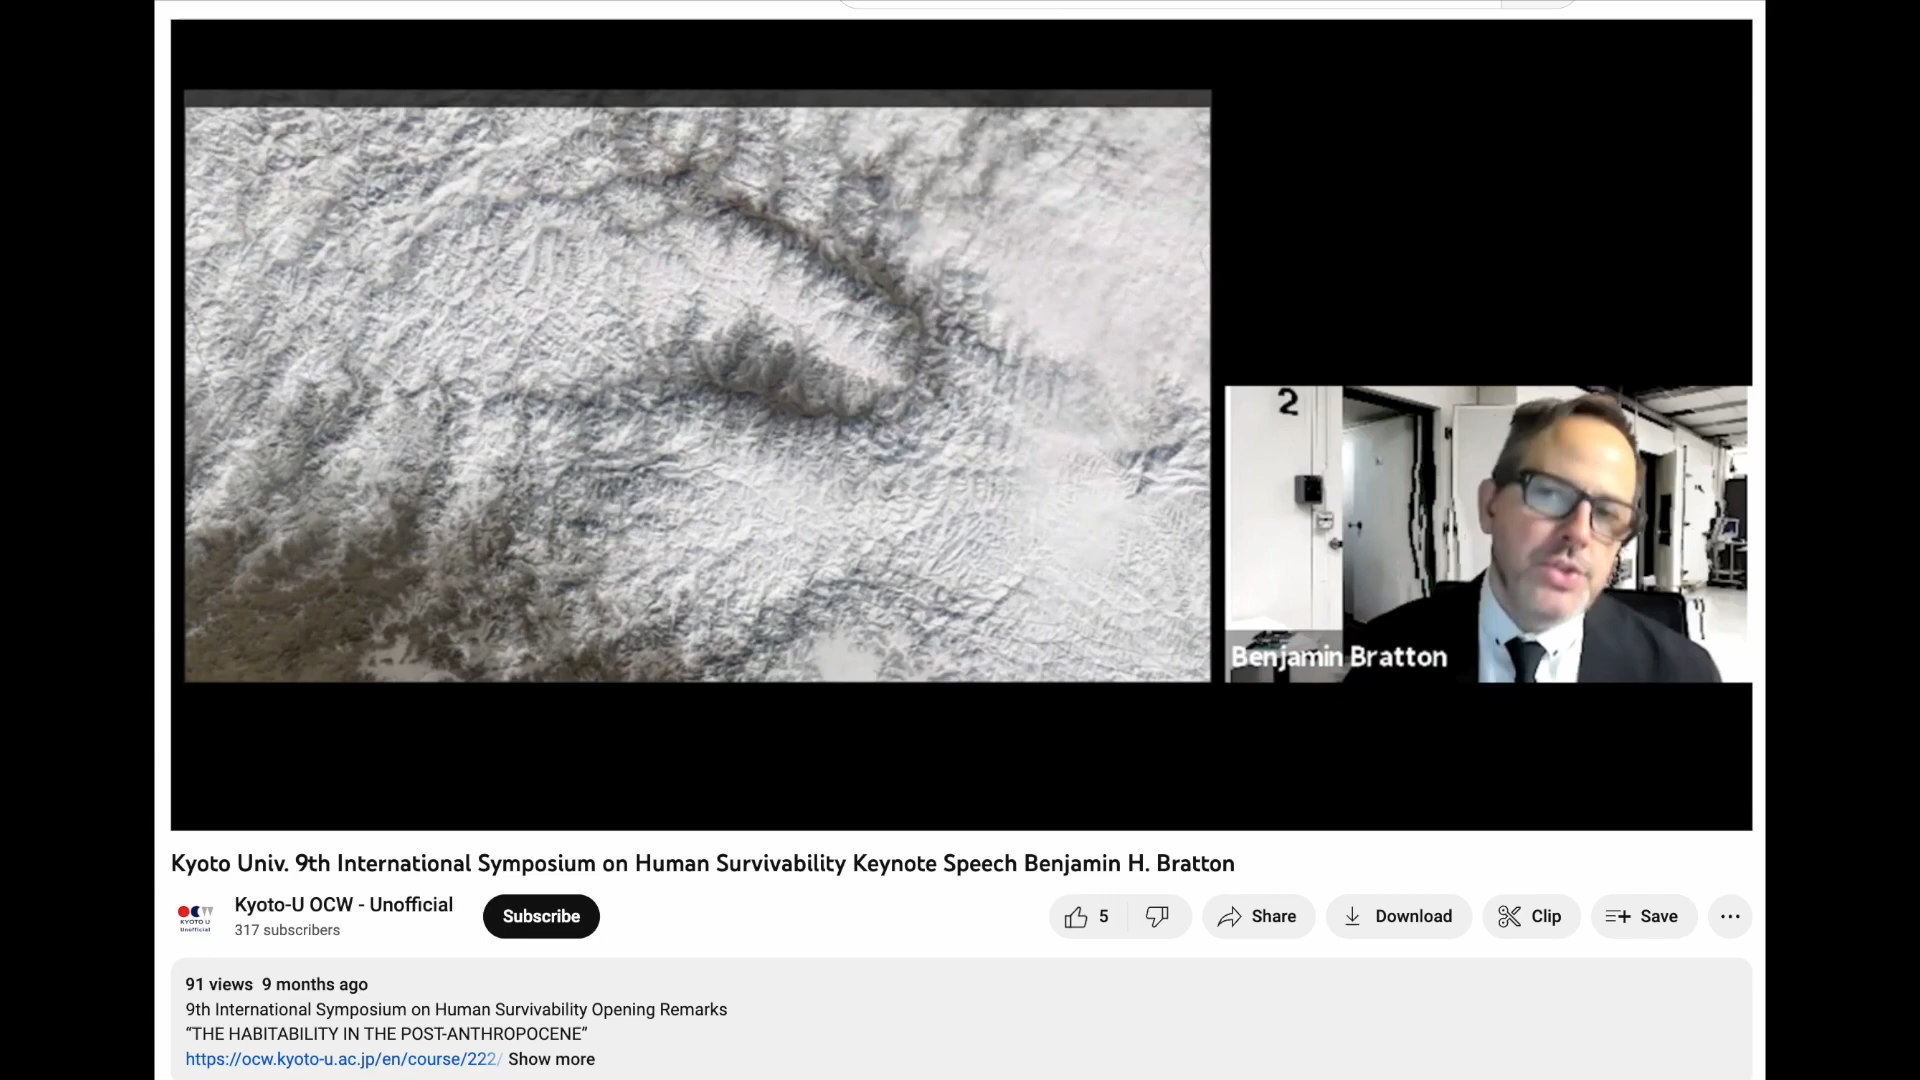 2
Benjamin Bratton
Kyoto Univ. 9th International Symposium on Human Survivability Keynote Speech Benjamin H. Bratton
KYOTO U
Unofficial
Kyoto-U OCW - Unofficial
317 subscribers
Subscribe
5
Share
Download
Clip
Save
91 views 9 months ago
9th International Symposium on Human Survivability Opening Remarks
“THE HABITABILITY IN THE POST-ANTHROPOCENE”
https://ocw.kyoto-u.ac.jp/en/course/222/ Show more